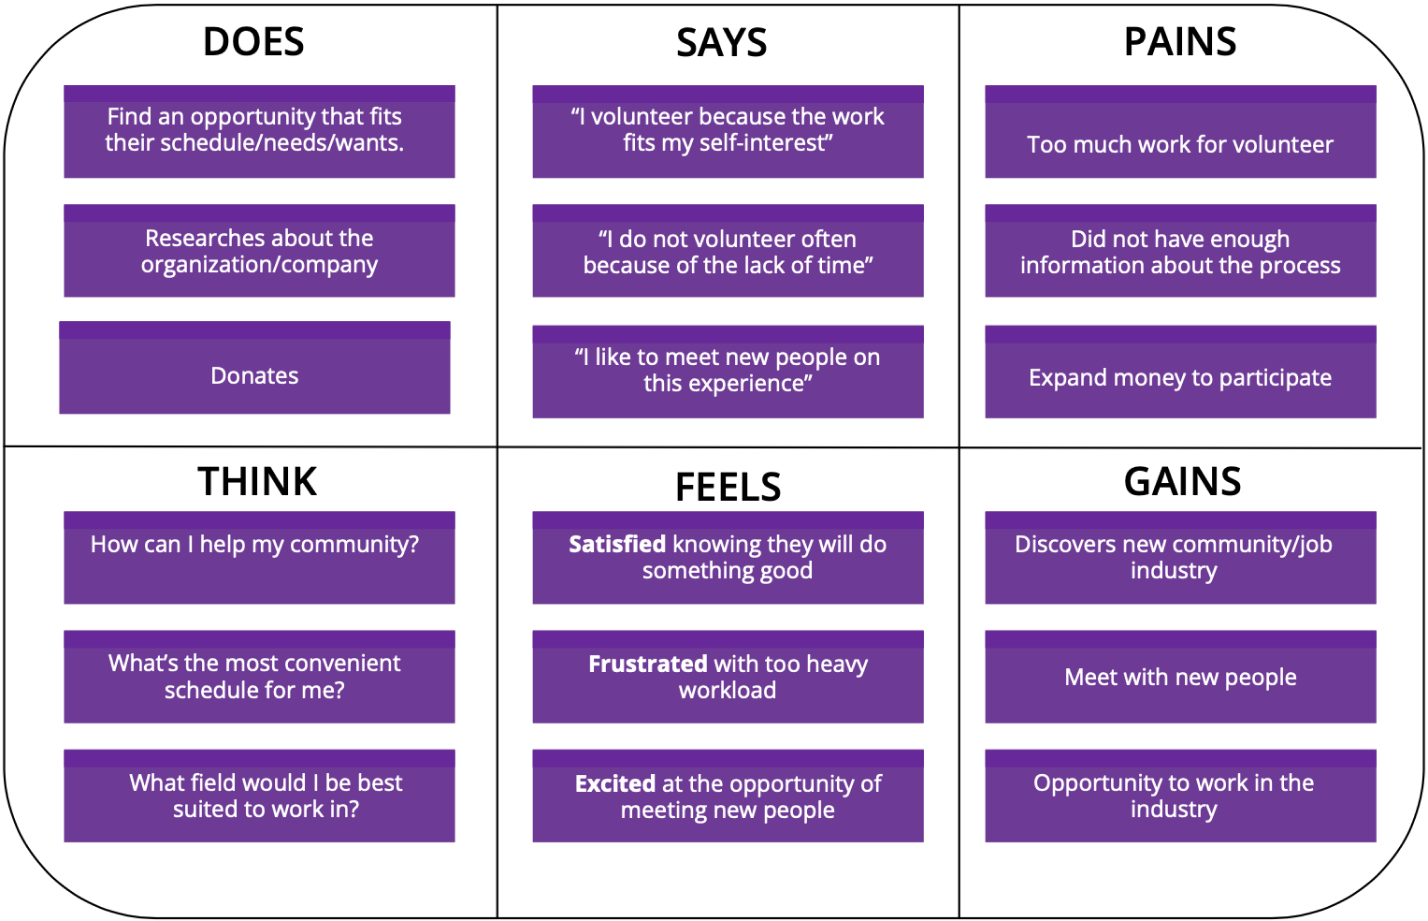 DOES
Find an opportunity that fits
their schedule/needs/wants.
Researches about the
organization/company
Donates
SAYS
“I volunteer because the work
fits my self-interest”
“I do not volunteer often
because of the lack of time”
“I like to meet new people on
this experience”
PAINS
Too much work for volunteer
Did not have enough
information about the process
Expand money to participate
THINK
How can I help my community?
What’s the most convenient
schedule for me?
What field would I be best
suited to work in?
FEELS
Satisfied knowing they will do
something good
Frustrated with too heavy
workload
Excited at the opportunity of
meeting new people
GAINS
Discovers new community/job
industry
Meet with new people
Opportunity to work in the
industry